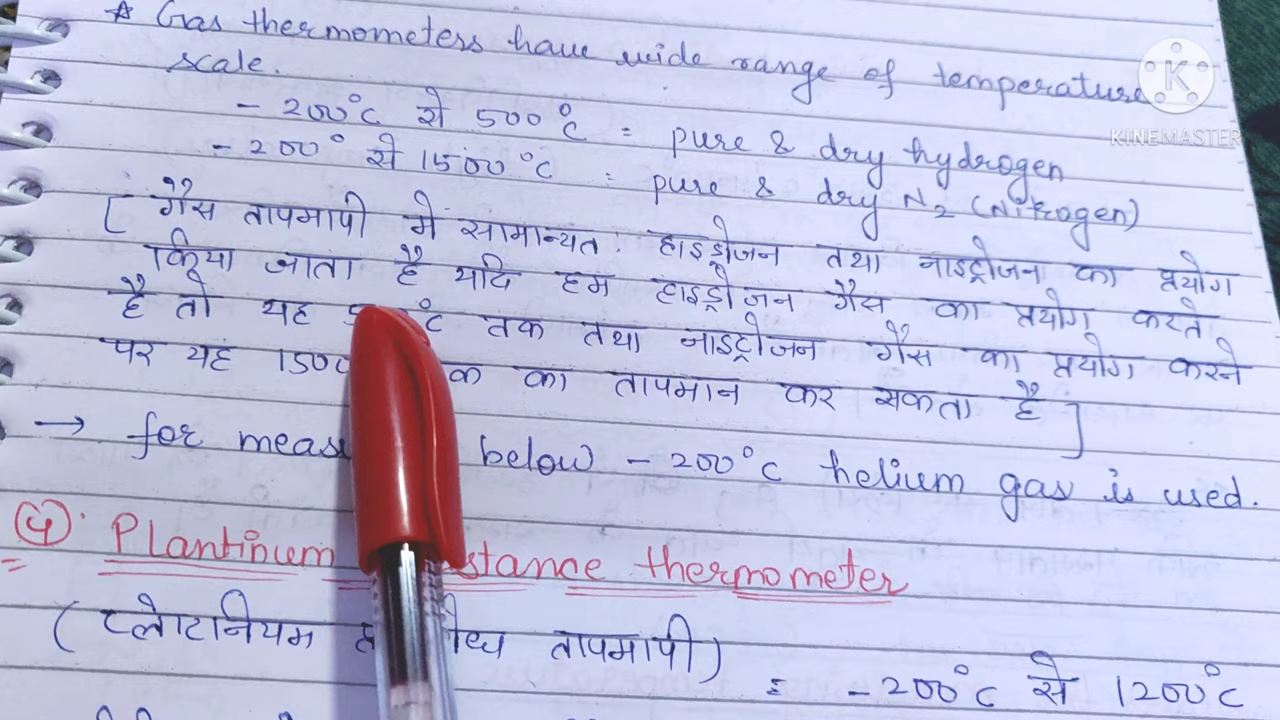 ☆ Gas thermometers have wide range of temperature
scale.
- 200°c से 500°c = pure & dry hydrogen
- 200° से 1500°c = pure & dry N2 (Nitrogen)
[ गैस तापमापी में सामान्यतः हाइड्रोजन तथा नाइट्रोजन का प्रयोग
किया जाता है यदि हम हाइड्रोजन गैस का प्रयोग करते
है तो यह °c तक तथा नाइट्रोजन गैस का प्रयोग करने
पर यह 1500 क का तापमान कर सकता है ]
→ for below - 200°c helium gas is used.
④ Plantinum stance thermometer
( प्लेटिनियम तापमापी )
= - 200°c से 1200°c
KINEMASTER